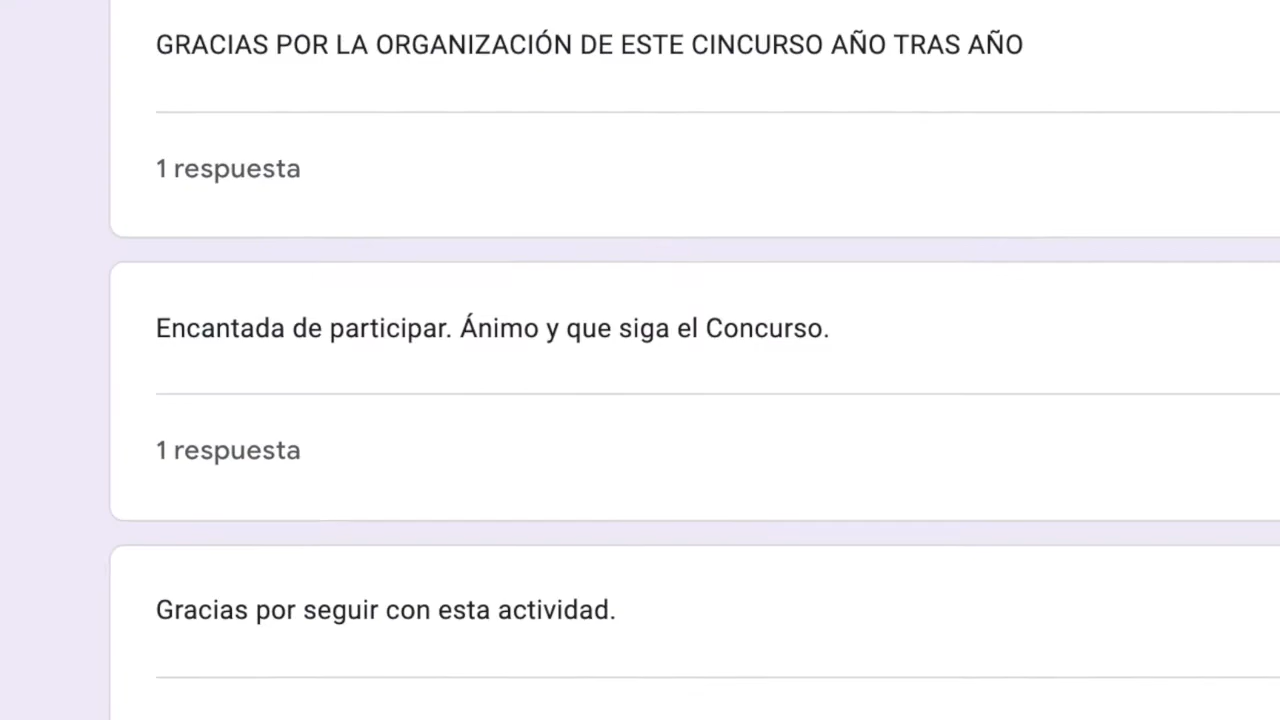 GRACIAS POR LA ORGANIZACIÓN DE ESTE CINCURSO AÑO TRAS AÑO
1 respuesta
Encantada de participar. Ánimo y que siga el Concurso.
1 respuesta
Gracias por seguir con esta actividad.